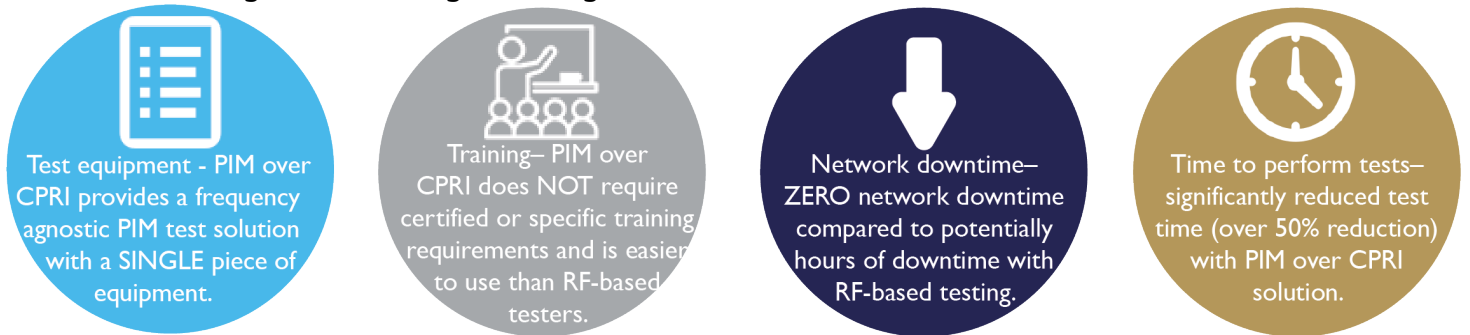 Test equipment - PIM over
CPRI provides a frequency
agnostic PIM test solution
with a SINGLE piece of
equipment.
Training– PIM over
CPRI does NOT require
certified or specific training
requirements and is easier
to use than RF-based
testers.
Network downtime–
ZERO network downtime
compared to potentially
hours of downtime with
RF-based testing.
Time to perform tests–
significantly reduced test
time (over 50% reduction)
with PIM over CPRI
solution.